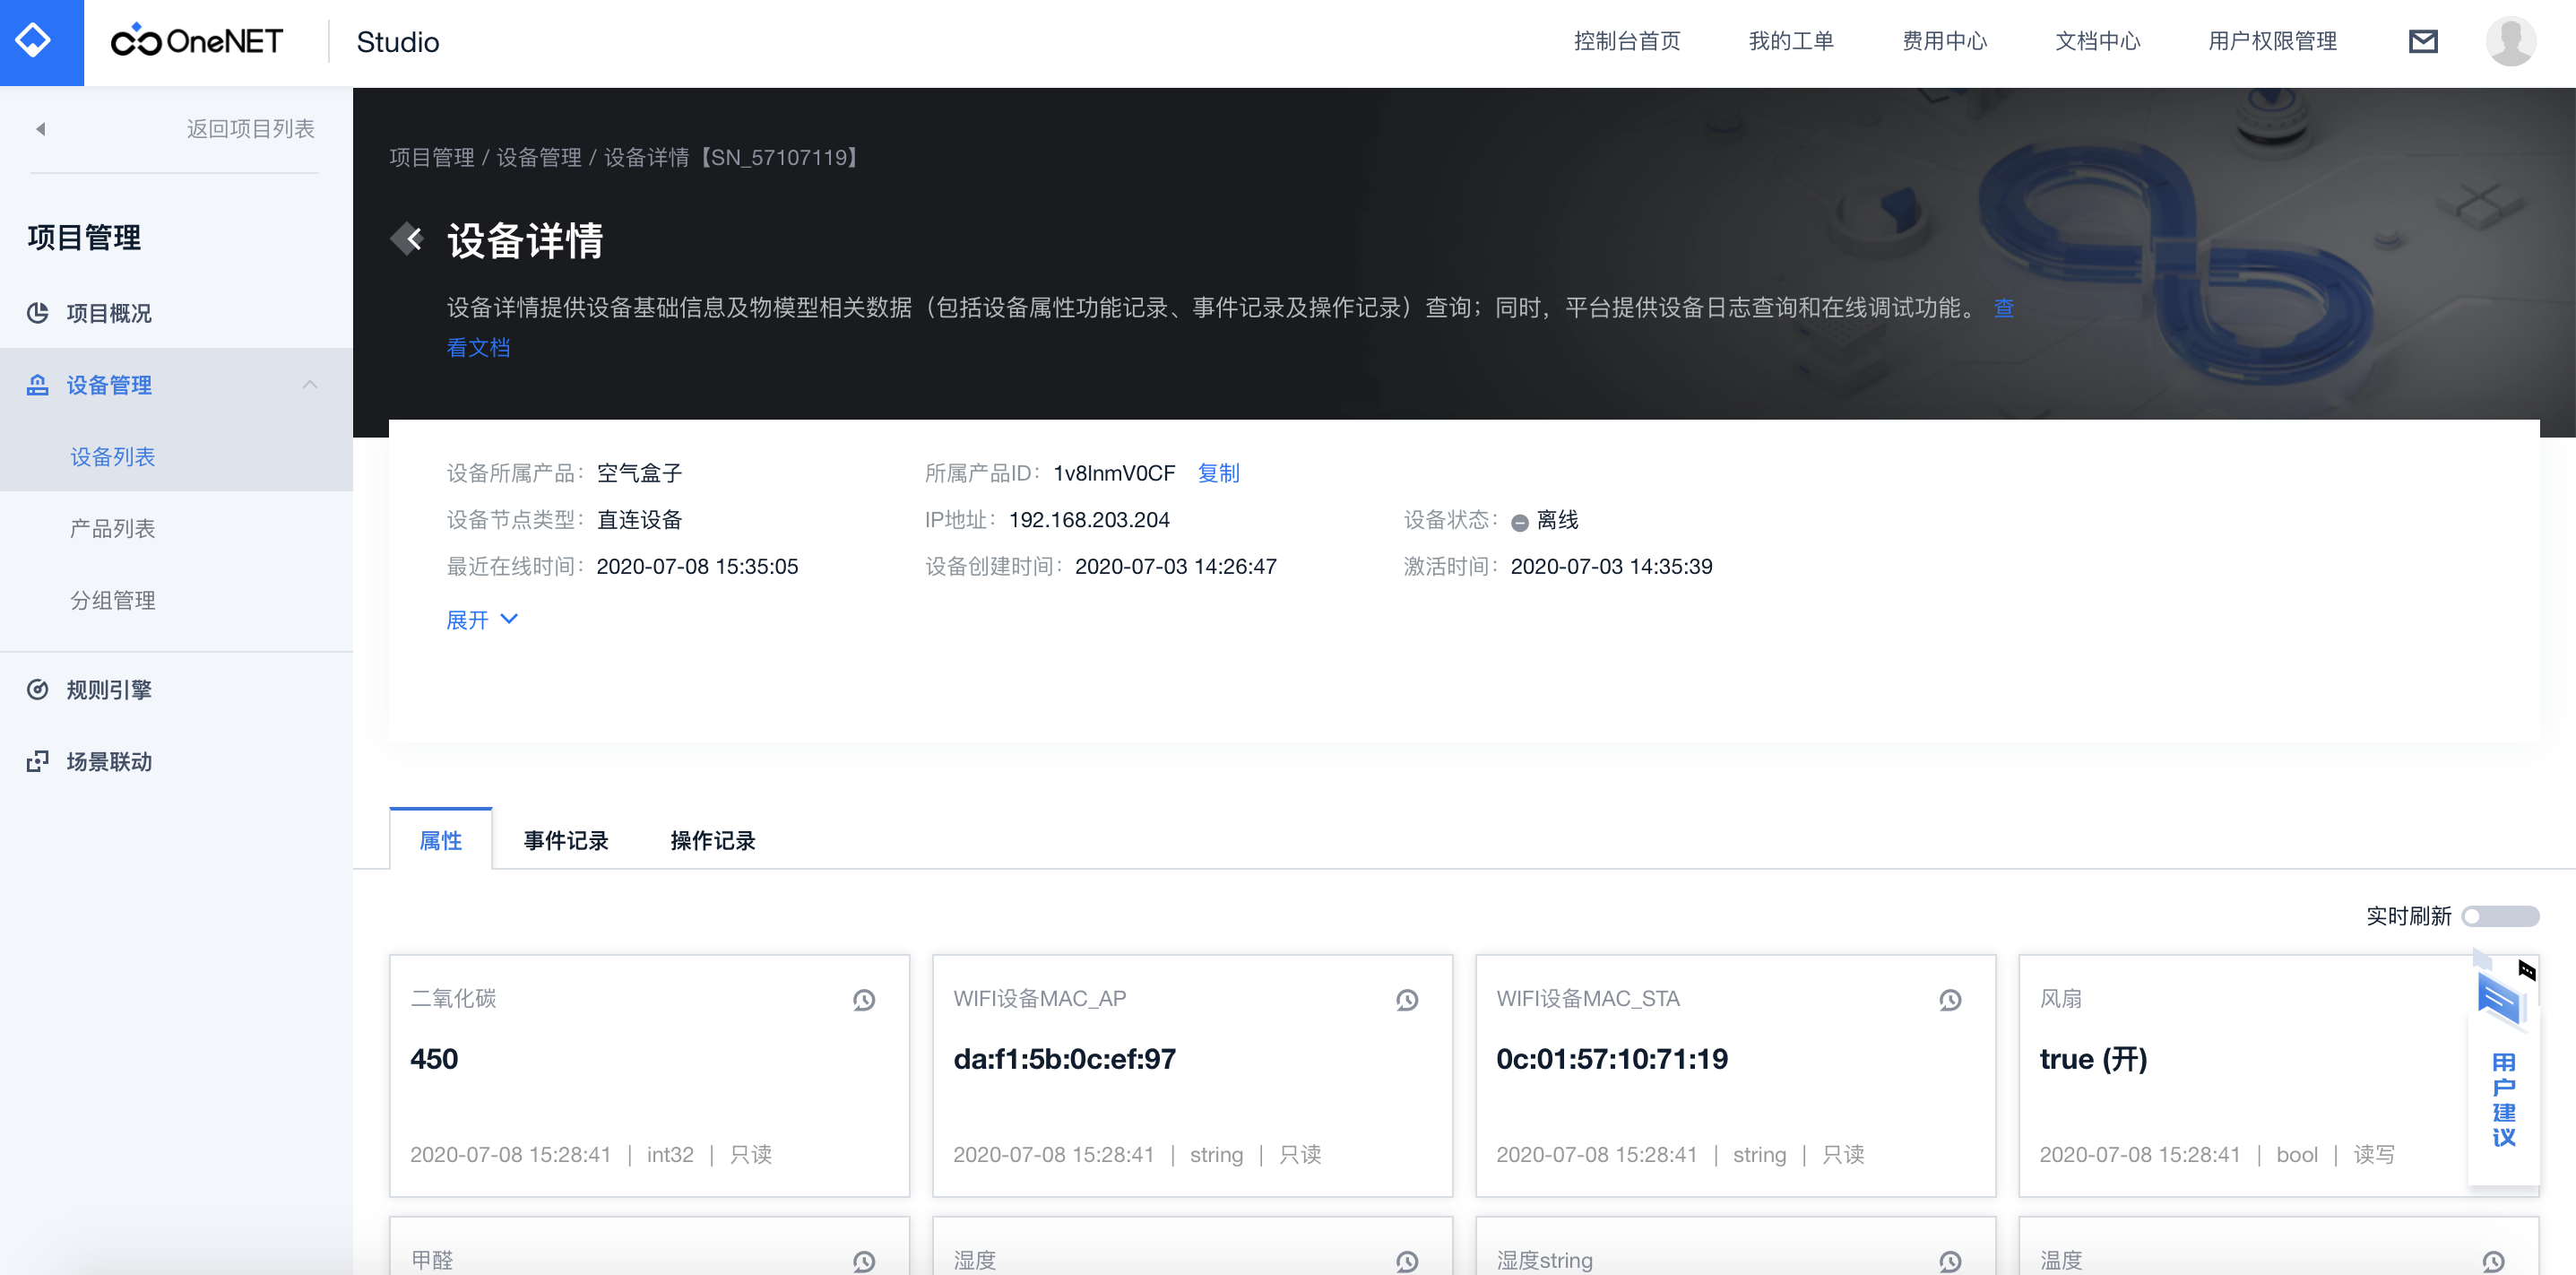 OneNET
Studio
控制台首页
我的工单
费用中心
文档中心
用户权限管理
返回项目列表
项目管理
项目概况
设备管理
设备列表
产品列表
分组管理
规则引擎
场景联动
项目管理 / 设备管理 / 设备详情【SN_57107119】
设备详情
设备详情提供设备基础信息及物模型相关数据（包括设备属性功能记录、事件记录及操作记录）查询；同时，平台提供设备日志查询和在线调试功能。 查
看文档
设备所属产品： 空气盒子
所属产品ID： 1v8lnmV0CF 复制
设备节点类型： 直连设备
IP地址： 192.168.203.204
设备状态： 离线
最近在线时间： 2020-07-08 15:35:05
设备创建时间： 2020-07-03 14:26:47
激活时间： 2020-07-03 14:35:39
展开
属性
事件记录
操作记录
实时刷新
二氧化碳
450
2020-07-08 15:28:41 | int32 | 只读
WIFI设备MAC_AP
da:f1:5b:0c:ef:97
2020-07-08 15:28:41 | string | 只读
WIFI设备MAC_STA
0c:01:57:10:71:19
2020-07-08 15:28:41 | string | 只读
风扇
true (开)
2020-07-08 15:28:41 | bool | 读写
用户建议
甲醛
湿度
湿度string
温度